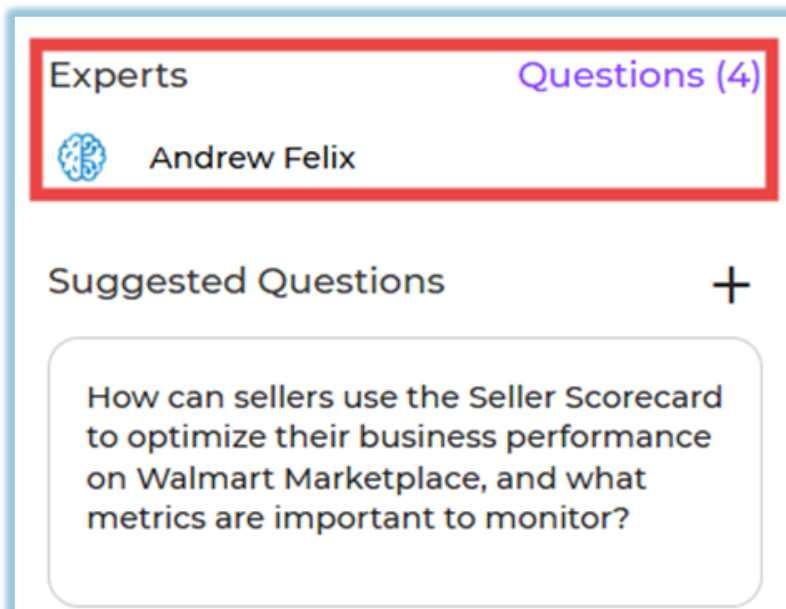 Experts
Questions (4)
Andrew Felix
Suggested Questions
+
How can sellers use the Seller Scorecard
to optimize their business performance
on Walmart Marketplace, and what
metrics are important to monitor?